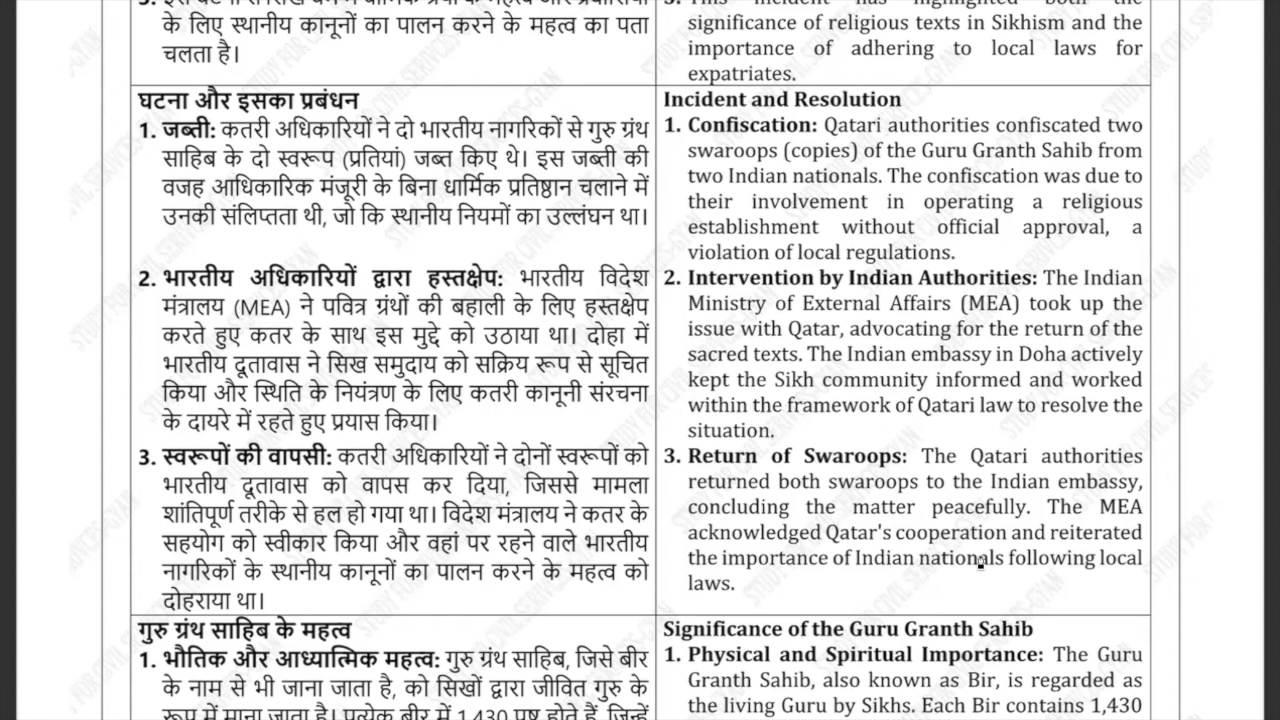 के लिए स्थानीय कानूनों का पालन करने के महत्व का पता
चलता है।
significance of religious texts in Sikhism and the
importance of adhering to local laws for
expatriates.
घटना और इसका प्रबंधन
1. जब्ती: कतरी अधिकारियों ने दो भारतीय नागरिकों से गुरु ग्रंथ
साहिब के दो स्वरूप (प्रतियां) जब्त किए थे। इस जब्ती की
वजह आधिकारिक मंजूरी के बिना धार्मिक प्रतिष्ठान चलाने में
उनकी संलिप्तता थी, जो कि स्थानीय नियमों का उल्लंघन था।
2. भारतीय अधिकारियों द्वारा हस्तक्षेप: भारतीय विदेश
मंत्रालय (MEA) ने पवित्र ग्रंथों की बहाली के लिए हस्तक्षेप
करते हुए कतर के साथ इस मुद्दे को उठाया था। दोहा में
भारतीय दूतावास ने सिख समुदाय को सक्रिय रूप से सूचित
किया और स्थिति के नियंत्रण के लिए कतरी कानूनी संरचना
के दायरे में रहते हुए प्रयास किया।
3. स्वरूपों की वापसी: कतरी अधिकारियों ने दोनों स्वरूपों को
भारतीय दूतावास को वापस कर दिया, जिससे मामला
शांतिपूर्ण तरीके से हल हो गया था। विदेश मंत्रालय ने कतर के
सहयोग को स्वीकार किया और वहां पर रहने वाले भारतीय
नागरिकों के स्थानीय कानूनों का पालन करने के महत्व को
दोहराया था।
Incident and Resolution
1. Confiscation: Qatari authorities confiscated two
swaroops (copies) of the Guru Granth Sahib from
two Indian nationals. The confiscation was due to
their involvement in operating a religious
establishment without official approval, a
violation of local regulations.
2. Intervention by Indian Authorities: The Indian
Ministry of External Affairs (MEA) took up the
issue with Qatar, advocating for the return of the
sacred texts. The Indian embassy in Doha actively
kept the Sikh community informed and worked
within the framework of Qatari law to resolve the
situation.
3. Return of Swaroops: The Qatari authorities
returned both swaroops to the Indian embassy,
concluding the matter peacefully. The MEA
acknowledged Qatar's cooperation and reiterated
the importance of Indian nationals following local
laws.
गुरु ग्रंथ साहिब के महत्व
1. भौतिक और आध्यात्मिक महत्व: गुरु ग्रंथ साहिब, जिसे बीर
के नाम से भी जाना जाता है, को सिखों द्वारा जीवित गुरु के
रूप में माना जाता है। प्रत्येक बीर में 1,430 पृष्ठ होते हैं, जिन्हें
Significance of the Guru Granth Sahib
1. Physical and Spiritual Importance: The Guru
Granth Sahib, also known as Bir, is regarded as
the living Guru by Sikhs. Each Bir contains 1,430